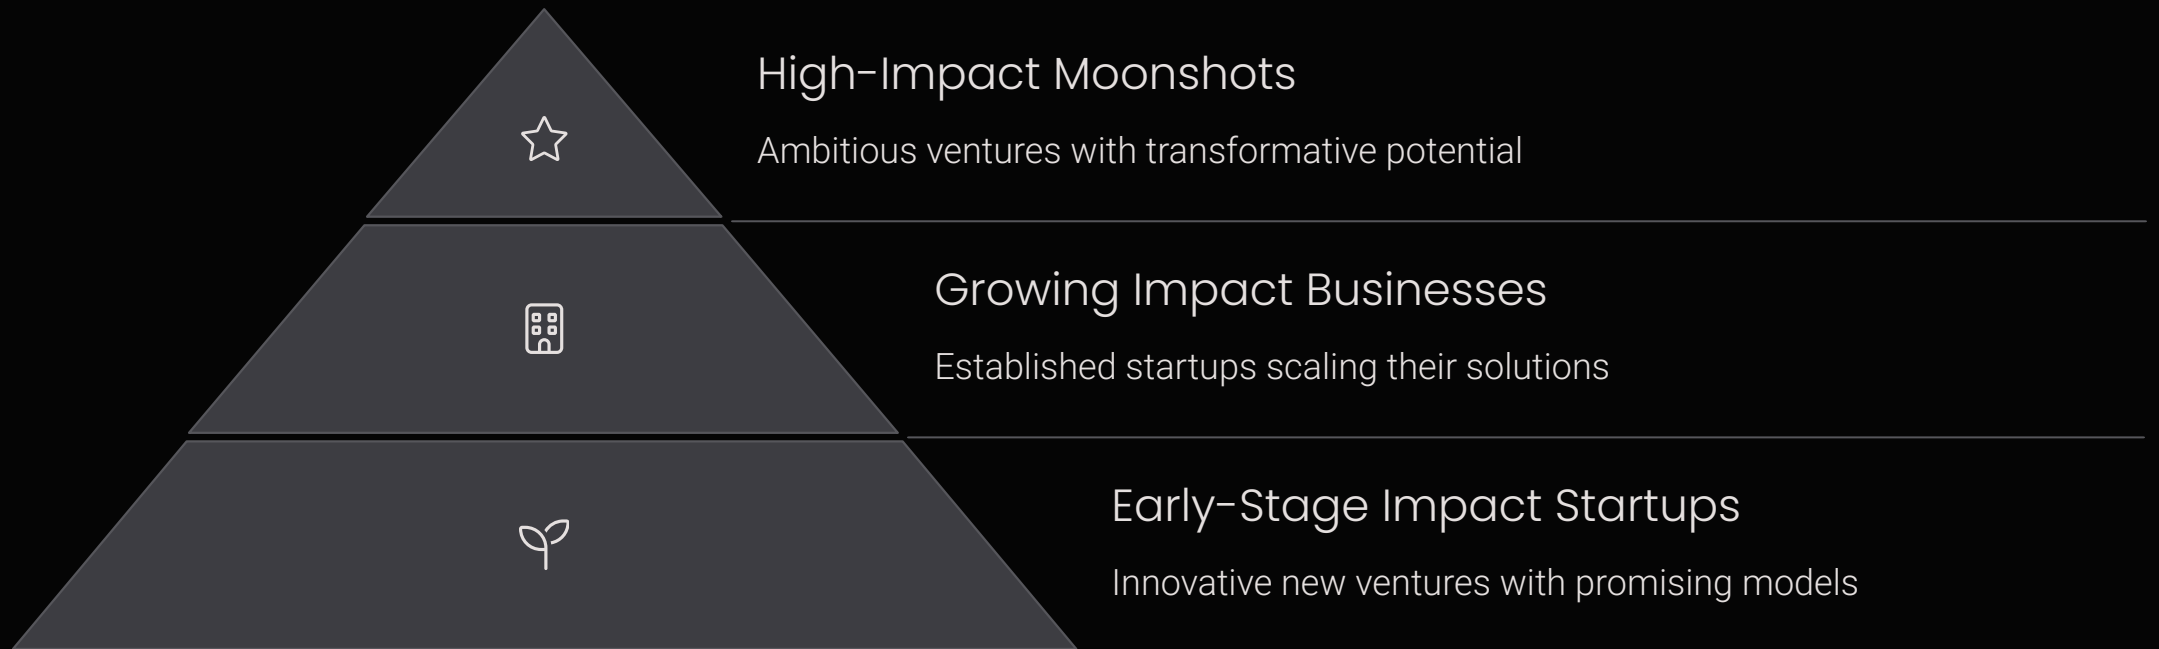 High-Impact Moonshots
Ambitious ventures with transformative potential
Growing Impact Businesses
Established startups scaling their solutions
Early-Stage Impact Startups
Innovative new ventures with promising models